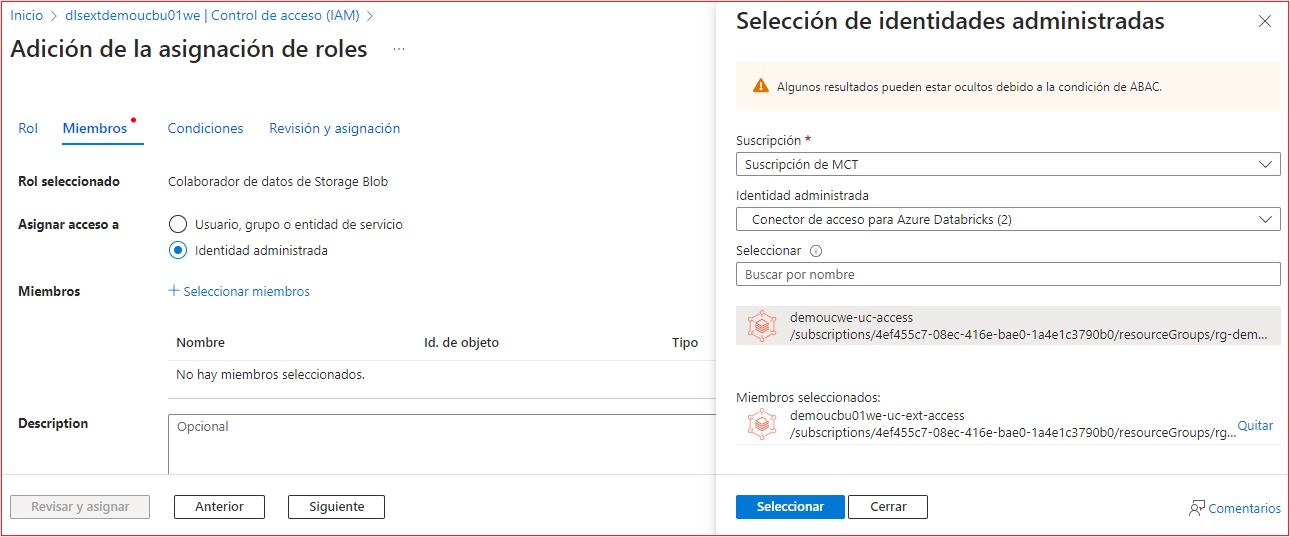 Inicio > dlsextdemoucbu01we | Control de acceso (IAM) >
Adición de la asignación de roles ...
Rol Miembros Condiciones Revisión y asignación
Rol seleccionado Colaborador de datos de Storage Blob
Asignar acceso a Usuario, grupo o entidad de servicio
Identidad administrada
Miembros + Seleccionar miembros
Nombre Id. de objeto Tipo
No hay miembros seleccionados.
Description Opcional
Revisar y asignar Anterior Siguiente
Selección de identidades administradas
Algunos resultados pueden estar ocultos debido a la condición de ABAC.
Suscripción *
Suscripción de MCT
Identidad administrada
Conector de acceso para Azure Databricks (2)
Seleccionar
Buscar por nombre
demoucwe-uc-access
/subscriptions/4ef455c7-08ec-416e-bae0-1a4e1c3790b0/resourceGroups/rg-dem...
Miembros seleccionados:
demoucbu01we-uc-ext-access
/subscriptions/4ef455c7-08ec-416e-bae0-1a4e1c3790b0/resourceGroups/rg... Quitar
Seleccionar Cerrar Comentarios